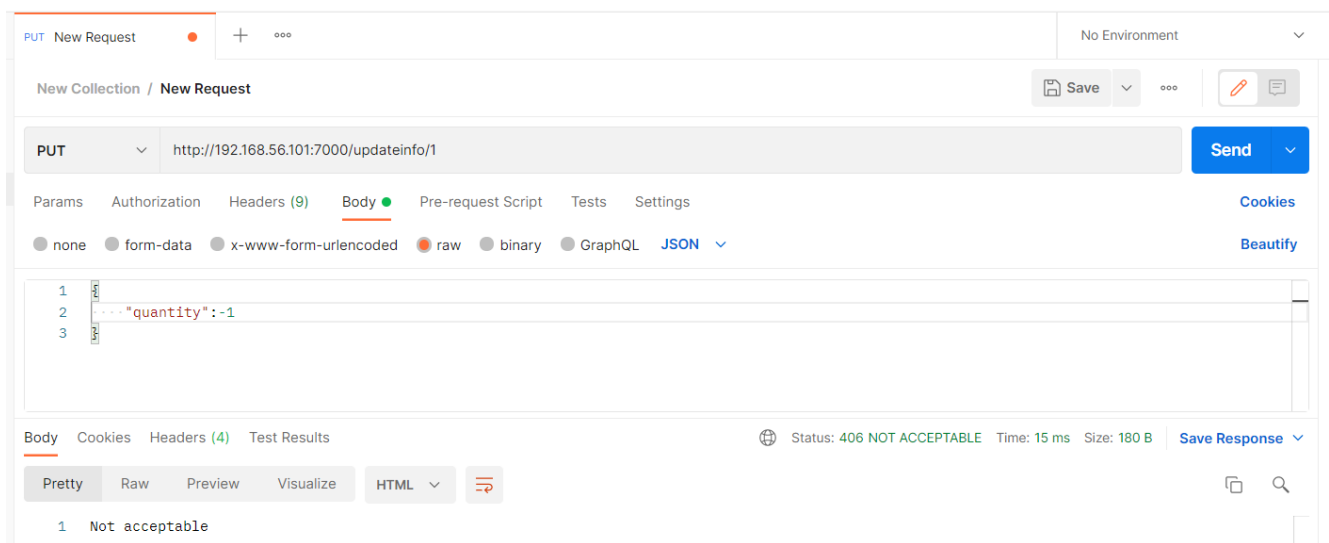 PUT New Request
No Environment
New Collection / New Request
Save
PUT http://192.168.56.101:7000/updateinfo/1
Send
Params Authorization Headers (9) Body Pre-request Script Tests Settings Cookies
none form-data x-www-form-urlencoded raw binary GraphQL JSON Beautify
1 {
2 ····"quantity":-1
3 }
Body Cookies Headers (4) Test Results Status: 406 NOT ACCEPTABLE Time: 15 ms Size: 180 B Save Response
Pretty Raw Preview Visualize HTML
1 Not acceptable